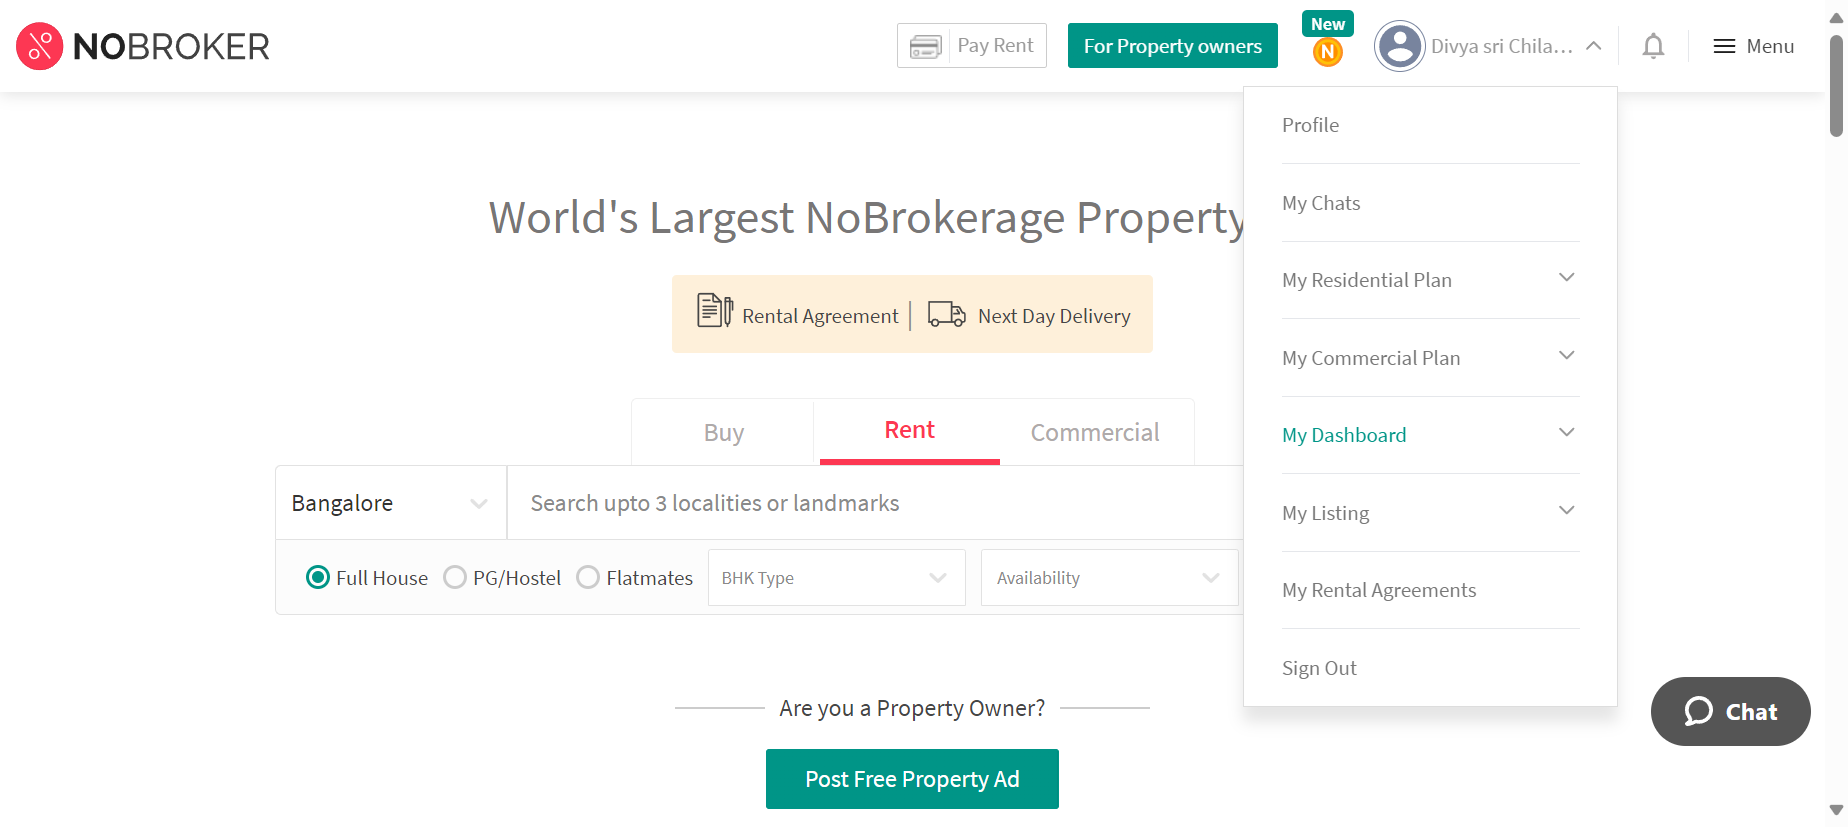 NOBROKER
Pay Rent
For Property owners
New
N
Divya sri Chila...
Menu
Profile
My Chats
My Residential Plan
My Commercial Plan
My Dashboard
My Listing
My Rental Agreements
Sign Out
World's Largest NoBrokerage Property
Rental Agreement
Next Day Delivery
Buy
Rent
Commercial
Bangalore
Search upto 3 localities or landmarks
Full House
PG/Hostel
Flatmates
BHK Type
Availability
Are you a Property Owner?
Post Free Property Ad
Chat